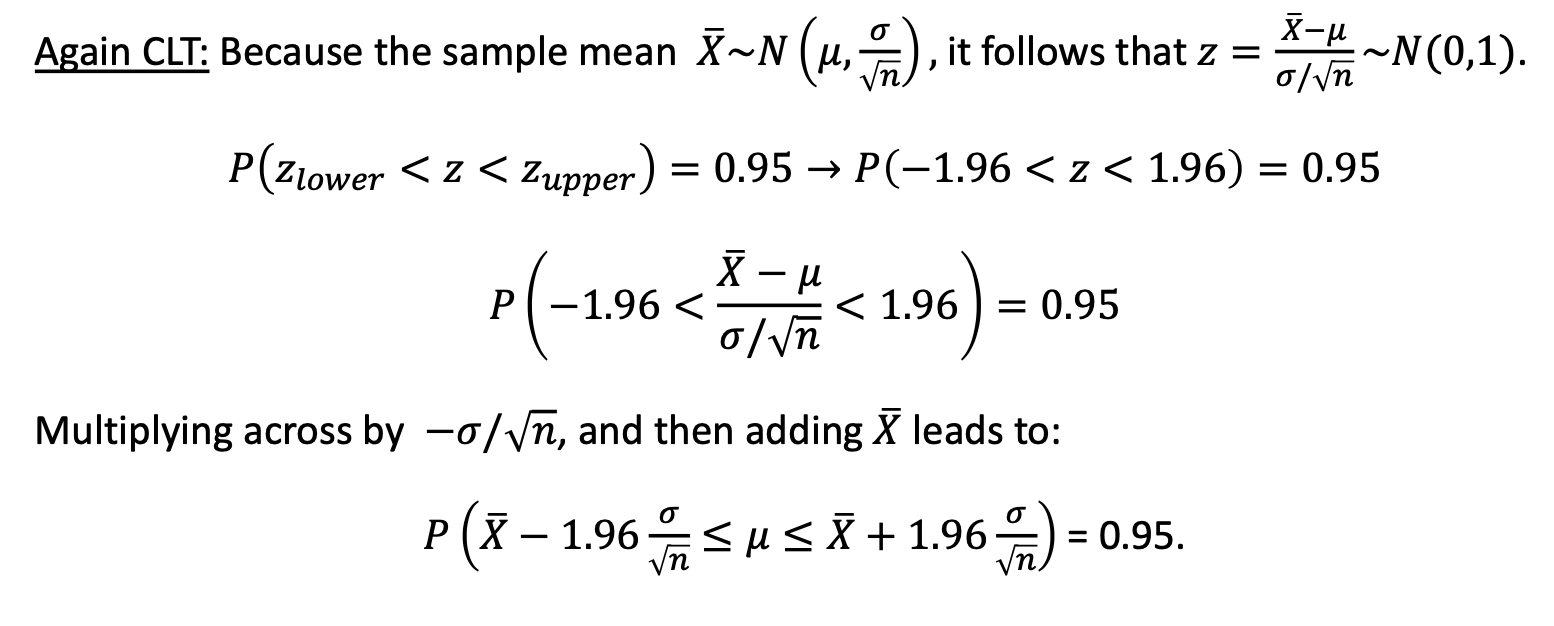 Again CLT: Because the sample mean X̄~N(μ, σ/√n), it follows that z = (X̄−μ)/(σ/√n) ~N(0,1).
P(z_lower < z < z_upper) = 0.95 → P(−1.96 < z < 1.96) = 0.95
P(−1.96 < (X̄ − μ)/(σ/√n) < 1.96) = 0.95
Multiplying across by −σ/√n, and then adding X̄ leads to:
P(X̄ − 1.96 σ/√n ≤ μ ≤ X̄ + 1.96 σ/√n) = 0.95.